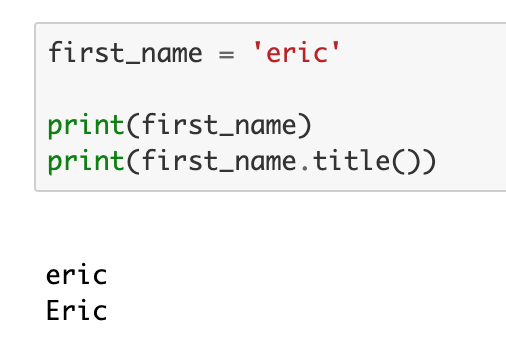 first_name = 'eric'
print(first_name)
print(first_name.title())
eric
Eric